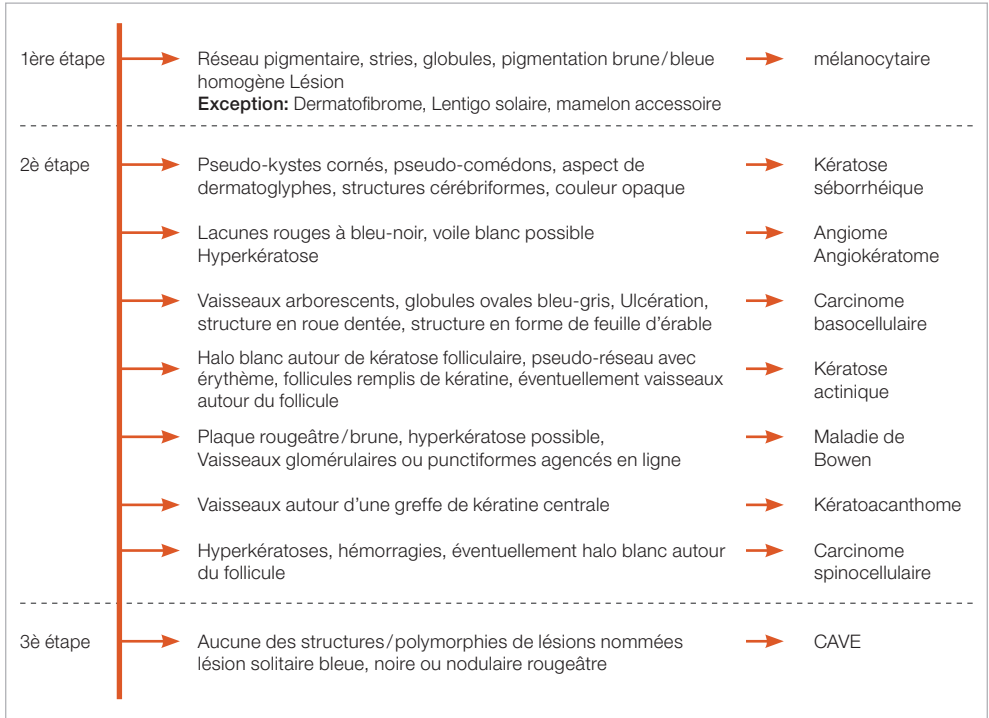 1ère étape
Réseau pigmentaire, stries, globules, pigmentation brune/bleue
homogène Lésion
Exception: Dermatofibrome, Lentigo solaire, mamelon accessoire
mélanocytaire
2è étape
Pseudo-kystes cornés, pseudo-comédons, aspect de
dermatoglyphes, structures cérébriformes, couleur opaque
Kératose
séborrhéique
Lacunes rouges à bleu-noir, voile blanc possible
Hyperkératose
Angiome
Angiokératome
Vaisseaux arborescents, globules ovales bleu-gris, Ulcération,
structure en roue dentée, structure en forme de feuille d'érable
Carcinome
basocellulaire
Halo blanc autour de kératose folliculaire, pseudo-réseau avec
érythème, follicules remplis de kératine, éventuellement vaisseaux
autour du follicule
Kératose
actinique
Plaque rougeâtre/brune, hyperkératose possible,
Vaisseaux glomérulaires ou punctiformes agencés en ligne
Maladie de
Bowen
Vaisseaux autour d'une greffe de kératine centrale
Kératoacanthome
Hyperkératoses, hémorragies, éventuellement halo blanc autour
du follicule
Carcinome
spinocellulaire
3è étape
Aucune des structures/polymorphies de lésions nommées
lésion solitaire bleue, noire ou nodulaire rougeâtre
CAVE